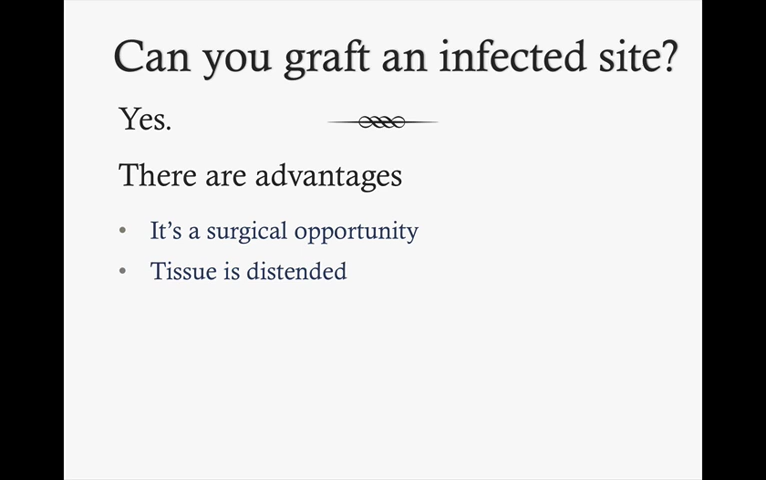 Can you graft an infected site?
Yes.
There are advantages
• It's a surgical opportunity
• Tissue is distended